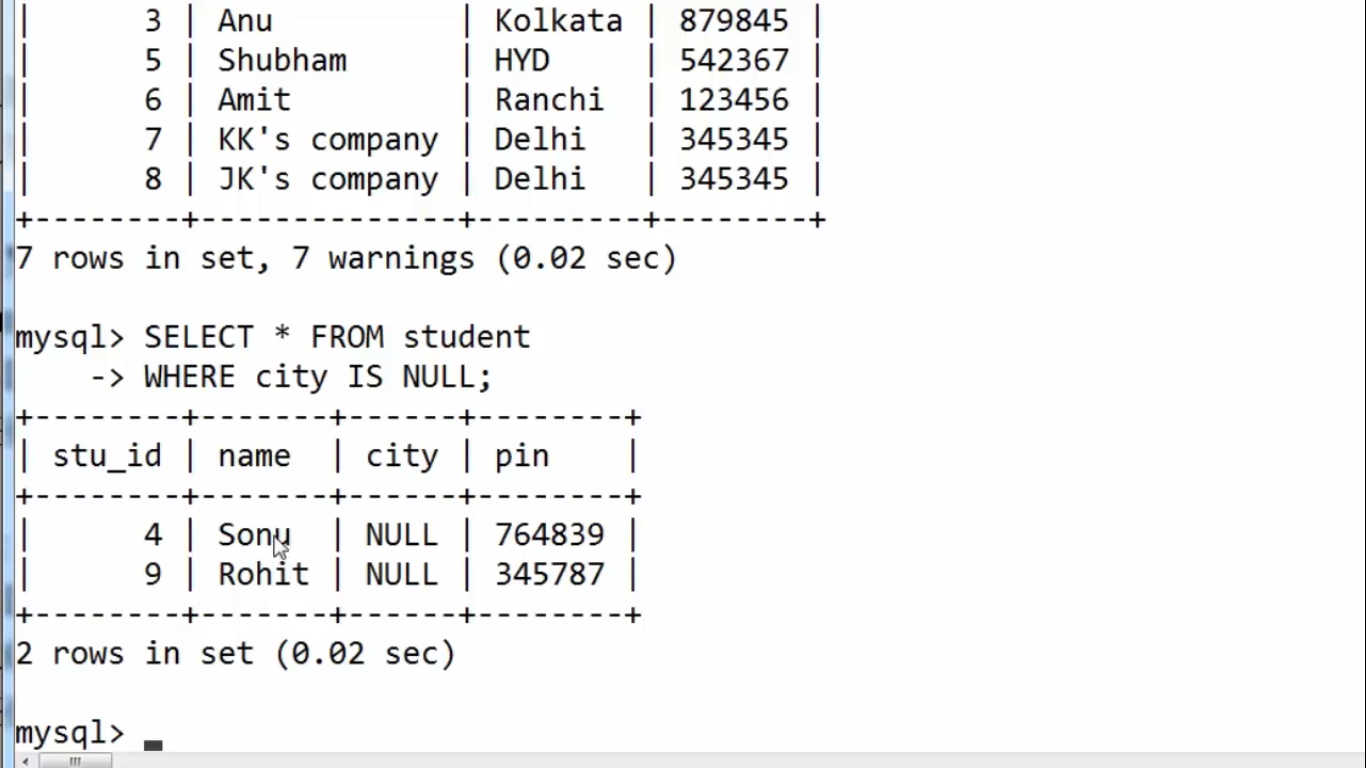 |      3 | Anu          | Kolkata | 879845 |
|      5 | Shubham      | HYD     | 542367 |
|      6 | Amit         | Ranchi  | 123456 |
|      7 | KK's company | Delhi   | 345345 |
|      8 | JK's company | Delhi   | 345345 |
+--------+--------------+---------+--------+
7 rows in set, 7 warnings (0.02 sec)
mysql> SELECT * FROM student
    -> WHERE city IS NULL;
+--------+-------+------+--------+
| stu_id | name  | city | pin    |
+--------+-------+------+--------+
|      4 | Sonu  | NULL | 764839 |
|      9 | Rohit | NULL | 345787 |
+--------+-------+------+--------+
2 rows in set (0.02 sec)
mysql>